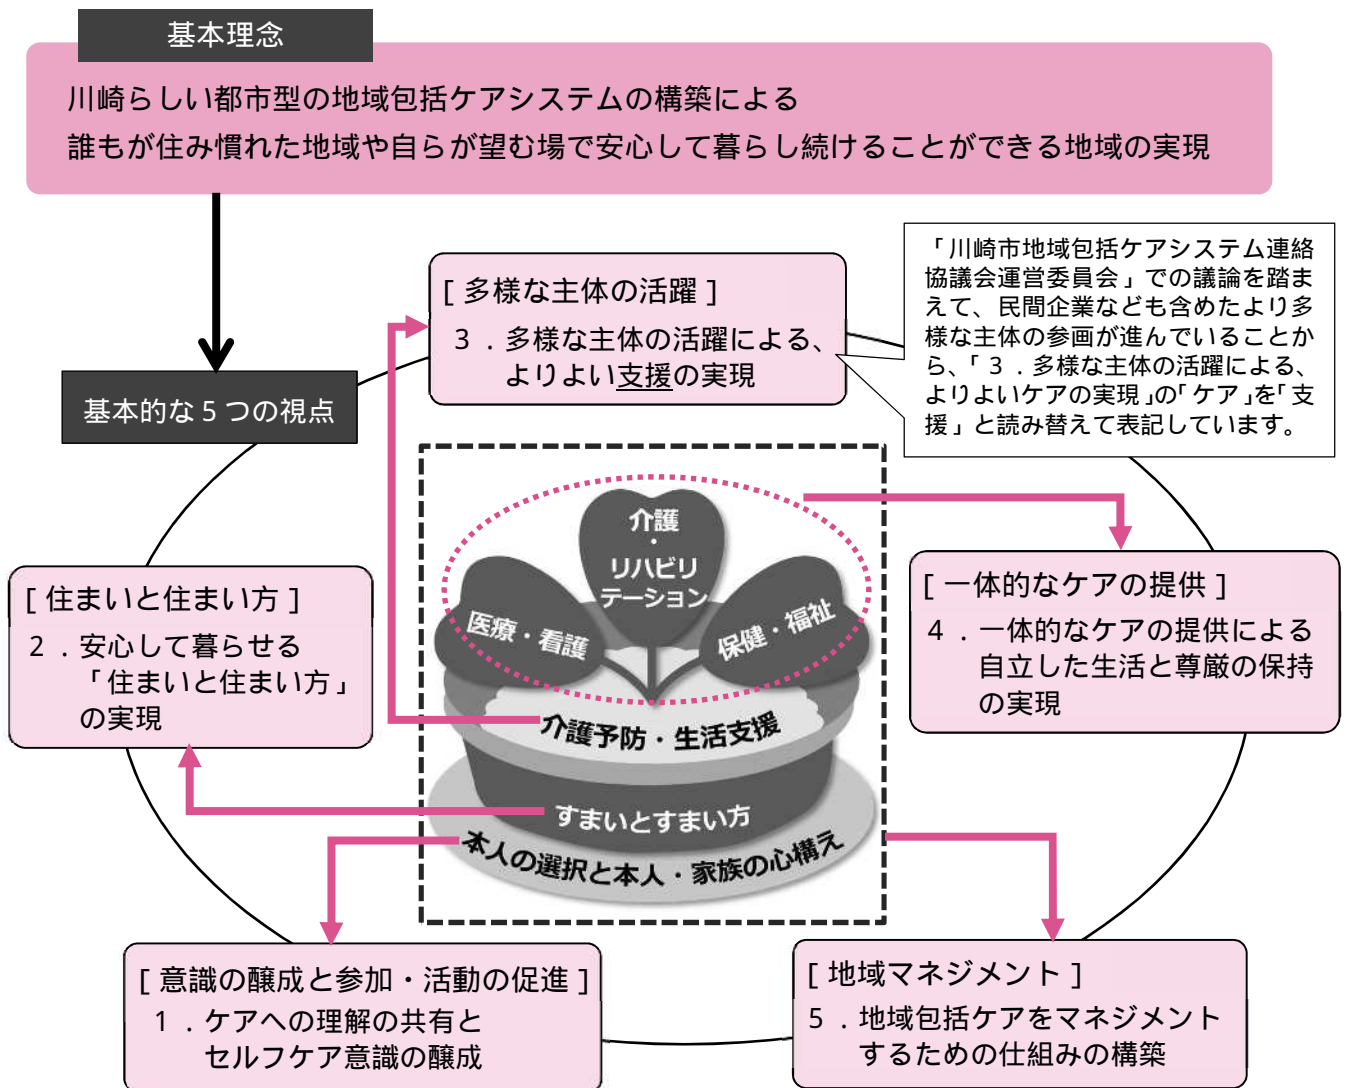 基本理念
川崎らしい都市型の地域包括ケアシステムの構築による
誰もが住み慣れた地域や自らが望む場で安心して暮らし続けることができる地域の実現
「川崎市地域包括ケアシステム連絡
協議会運営委員会」での議論を踏ま
えて、民間企業なども含めたより多
様な主体の参画が進んでいることか
ら、「３．多様な主体の活躍による、
よりよいケアの実現」の「ケア」を「支
援」と読み替えて表記しています。
[ 多様な主体の活躍 ]
３．多様な主体の活躍による、
よりよい支援の実現
基本的な５つの視点
介護
・
リハビリ
テーション
医療・看護
保健・福祉
介護予防・生活支援
すまいとすまい方
本人の選択と本人・家族の心構え
[ 住まいと住まい方 ]
２．安心して暮らせる
「住まいと住まい方」
の実現
[ 一体的なケアの提供 ]
４．一体的なケアの提供による
自立した生活と尊厳の保持
の実現
[ 意識の醸成と参加・活動の促進 ]
１．ケアへの理解の共有と
セルフケア意識の醸成
[ 地域マネジメント ]
５．地域包括ケアをマネジメント
するための仕組みの構築